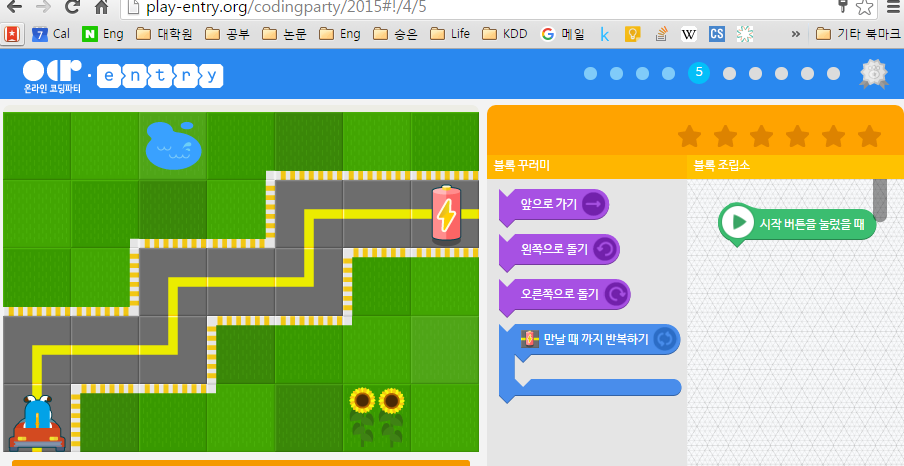 play-entry.org/codingparty/2015#!/4/5
7 Cal N Eng 대학원 공부 논문 Eng 승은 Life KDD G 메일 k W CS » 기타 북마크
온라인 코딩파티
entry
5
블록 꾸러미
블록 조립소
앞으로 가기
시작 버튼을 눌렀을 때
왼쪽으로 돌기
오른쪽으로 돌기
만날 때 까지 반복하기